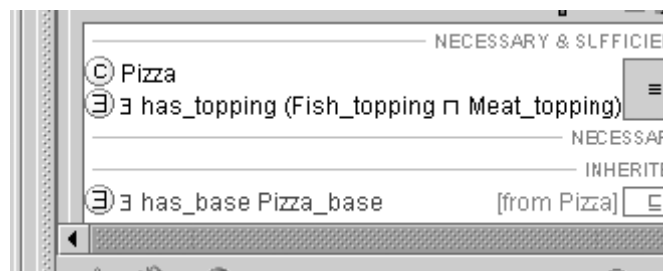 NECESSARY & SUFFICIE
Ⓒ Pizza
∃ ∃ has_topping (Fish_topping ⊓ Meat_topping) ≡
NECESSAR
INHERITE
∃ ∃ has_base Pizza_base [from Pizza] ⊑